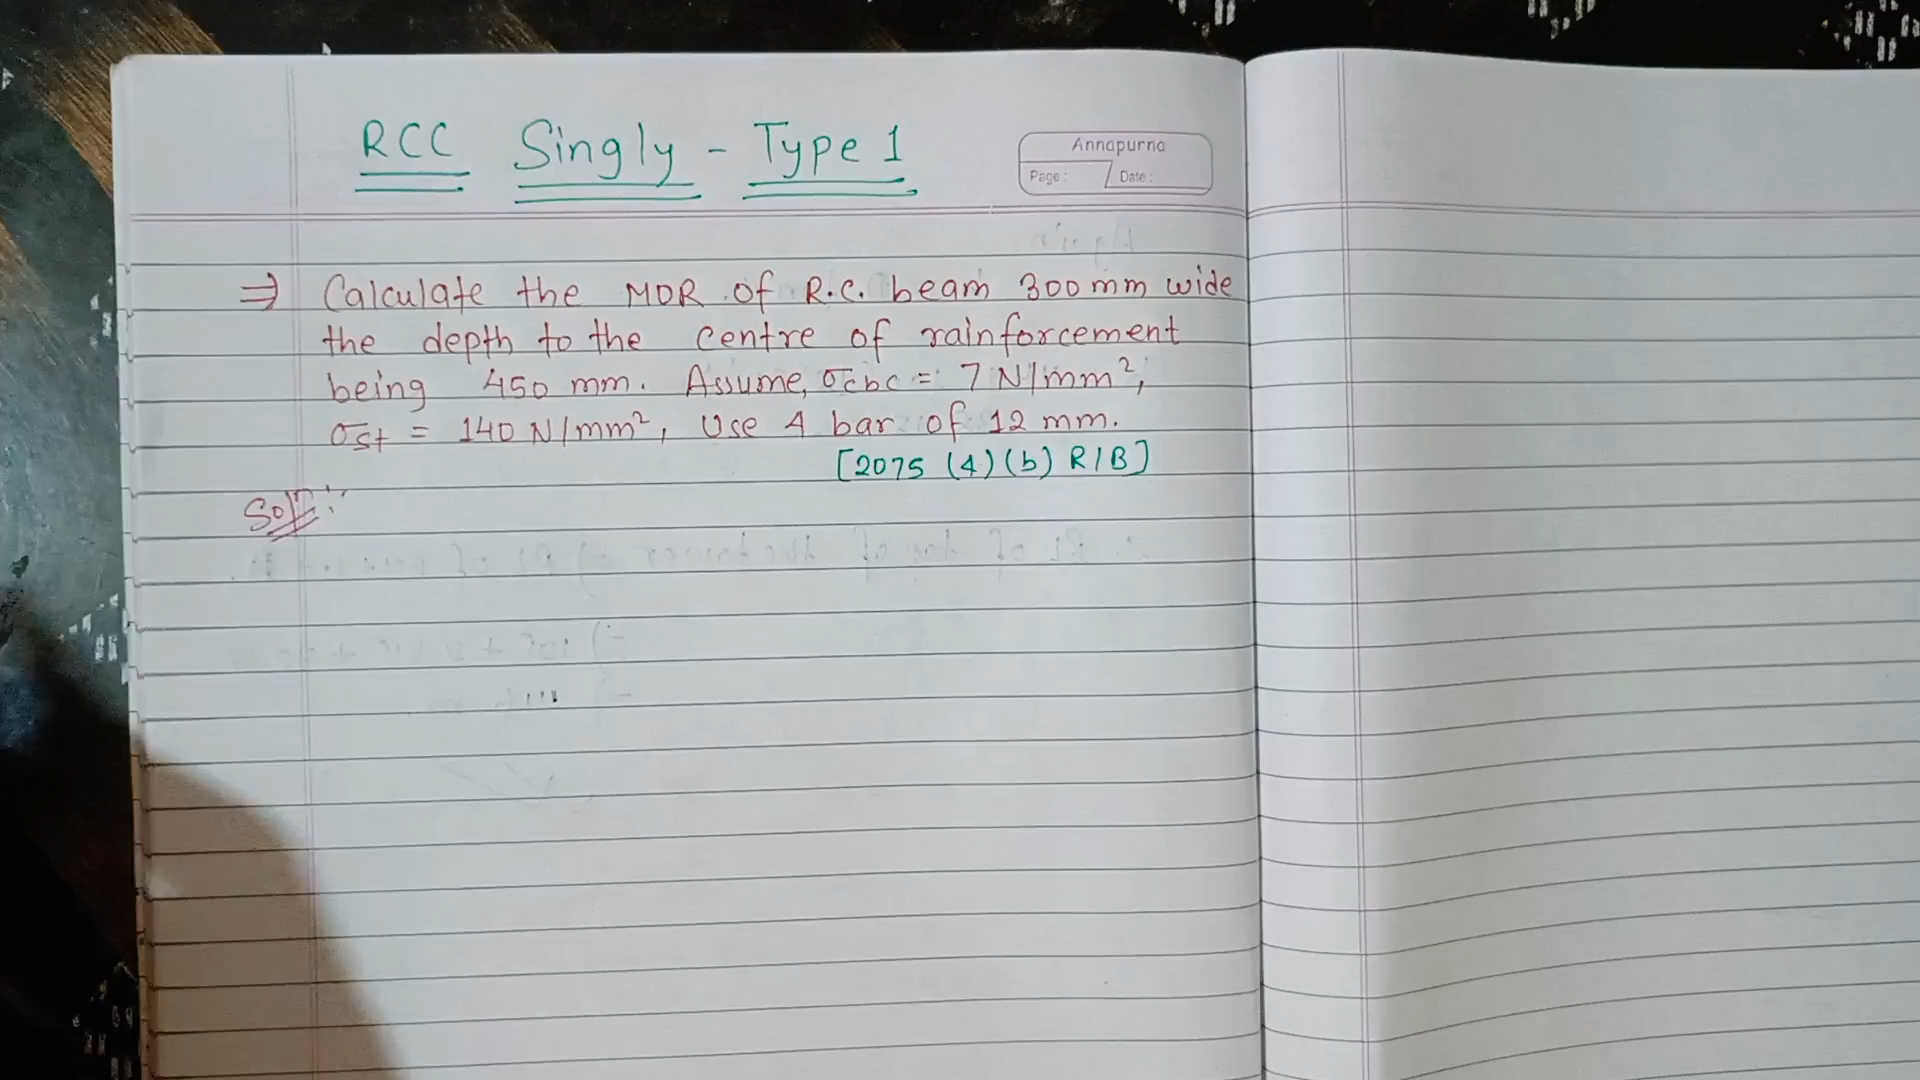 RCC Singly - Type 1
Annapurna
Page: Date:
⇒ Calculate the MOR of R.C. beam 300 mm wide
the depth to the centre of rainforcement
being 450 mm. Assume, σcbc = 7 N/mm²,
σst = 140 N/mm², Use 4 bar of 12 mm.
[2075 (4)(b) R/B]
Solⁿ: